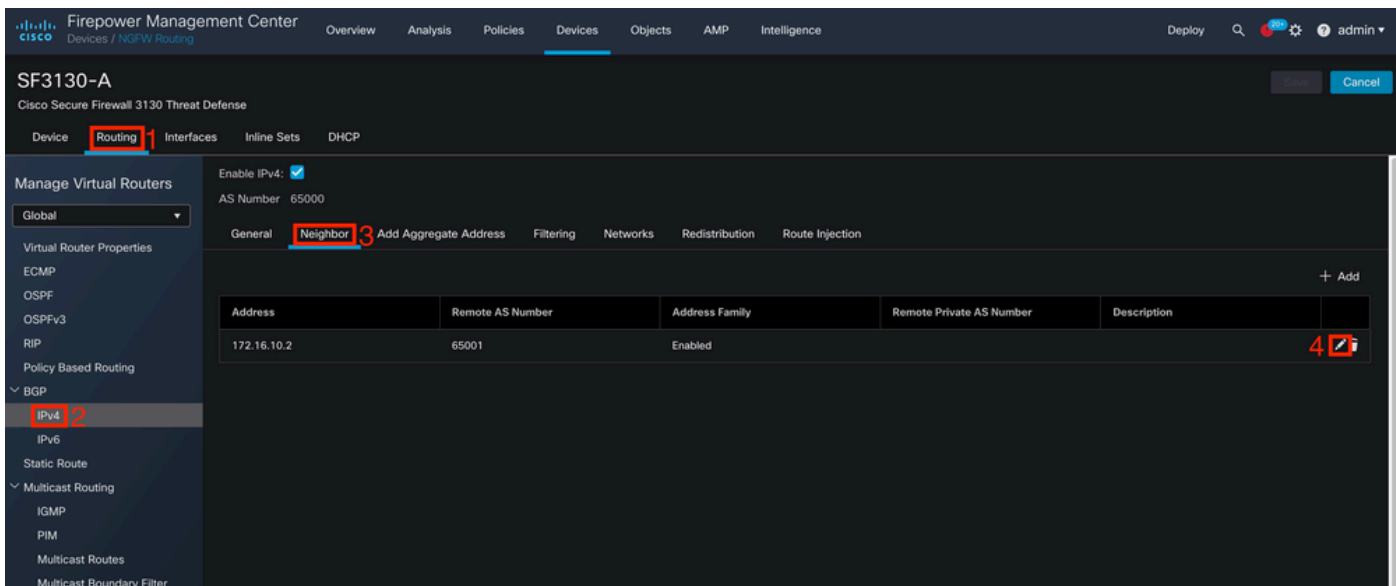 cisco Firepower Management Center
Devices / NGFW Routing
Overview Analysis Policies Devices Objects AMP Intelligence Deploy 20+ ? admin
SF3130-A
Cisco Secure Firewall 3130 Threat Defense
Save Cancel
Device Routing 1 Interfaces Inline Sets DHCP
Manage Virtual Routers
Global
Virtual Router Properties
ECMP
OSPF
OSPFv3
RIP
Policy Based Routing
BGP
IPv4 2
IPv6
Static Route
Multicast Routing
IGMP
PIM
Multicast Routes
Multicast Boundary Filter
Enable IPv4:
AS Number 65000
General Neighbor 3 Add Aggregate Address Filtering Networks Redistribution Route Injection
+ Add
Address Remote AS Number Address Family Remote Private AS Number Description
172.16.10.2 65001 Enabled 4